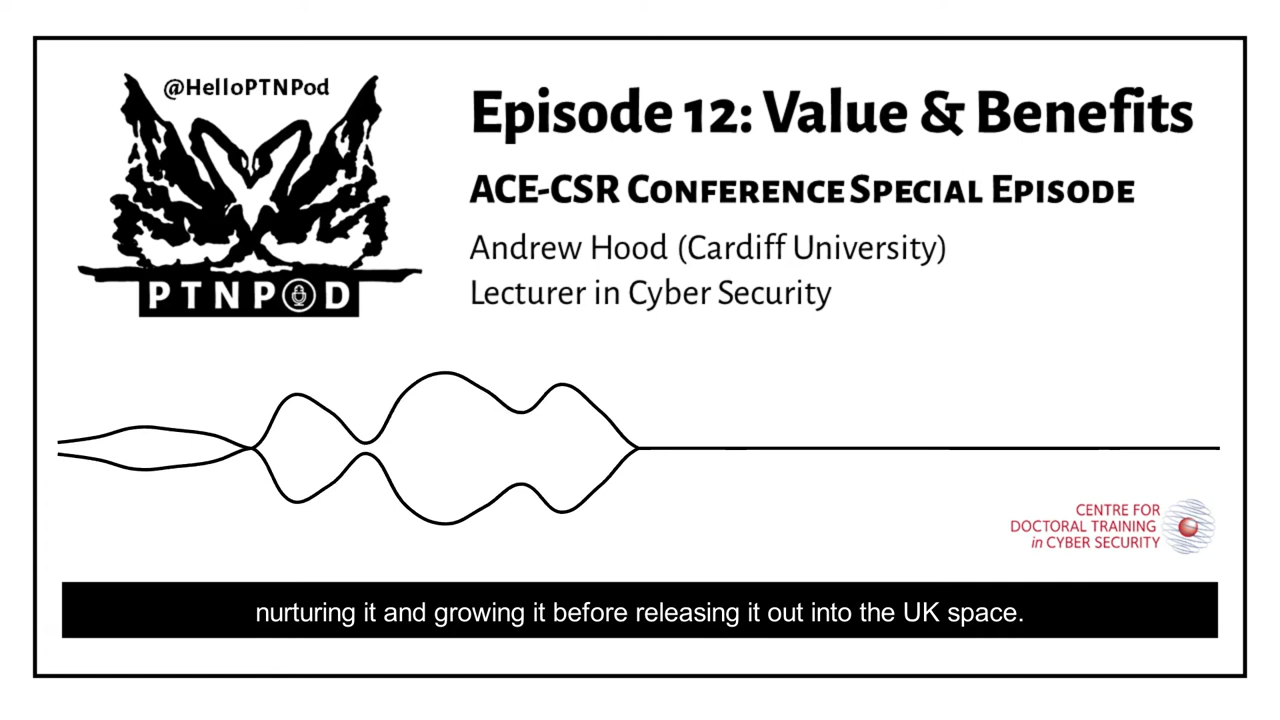 @HelloPTNPod
PTNPOD
Episode 12: Value & Benefits
ACE-CSR Conference Special Episode
Andrew Hood (Cardiff University)
Lecturer in Cyber Security
CENTRE FOR
DOCTORAL TRAINING
in CYBER SECURITY
nurturing it and growing it before releasing it out into the UK space.